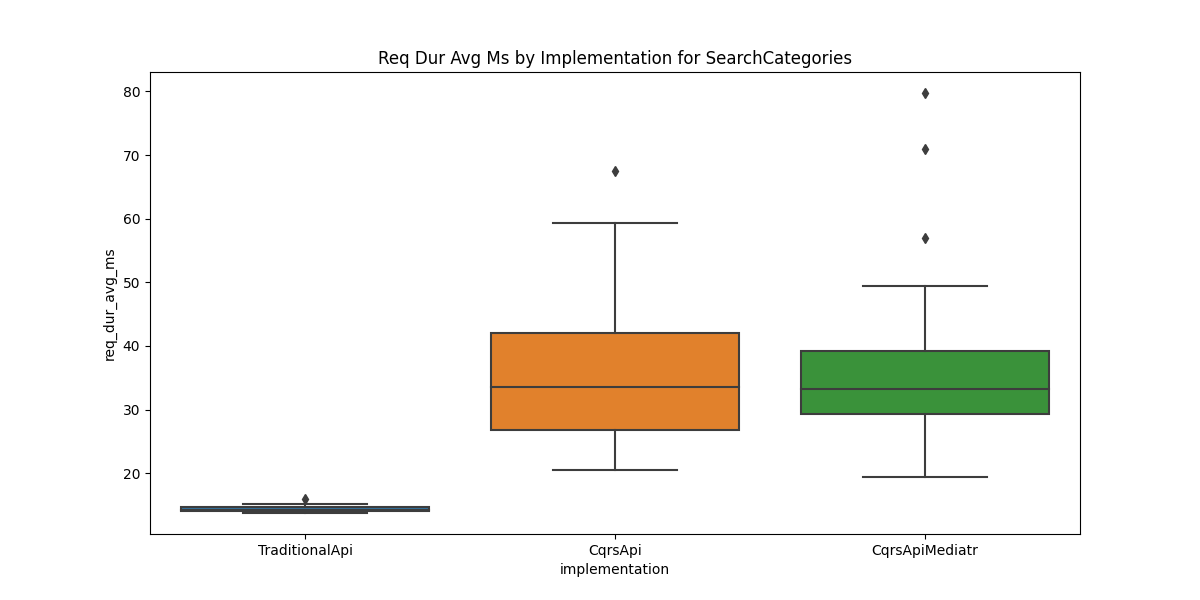 Req Dur Avg Ms by Implementation for SearchCategories
80
70
60
50
40
30
20
req_dur_avg_ms
TraditionalApi
CqrsApi
CqrsApiMediatr
implementation